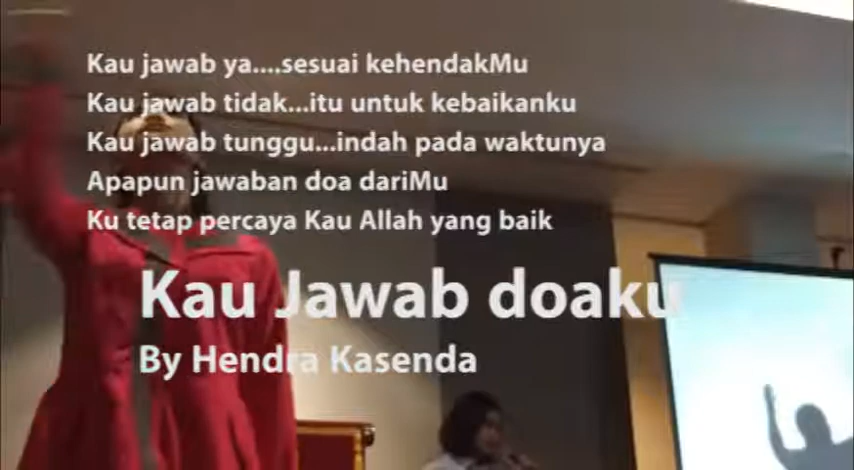 Kau jawab ya....sesuai kehendakMu
Kau jawab tidak...itu untuk kebaikanku
Kau jawab tunggu...indah pada waktunya
Apapun jawaban doa dariMu
Ku tetap percaya Kau Allah yang baik
Kau Jawab doaku
By Hendra Kasenda